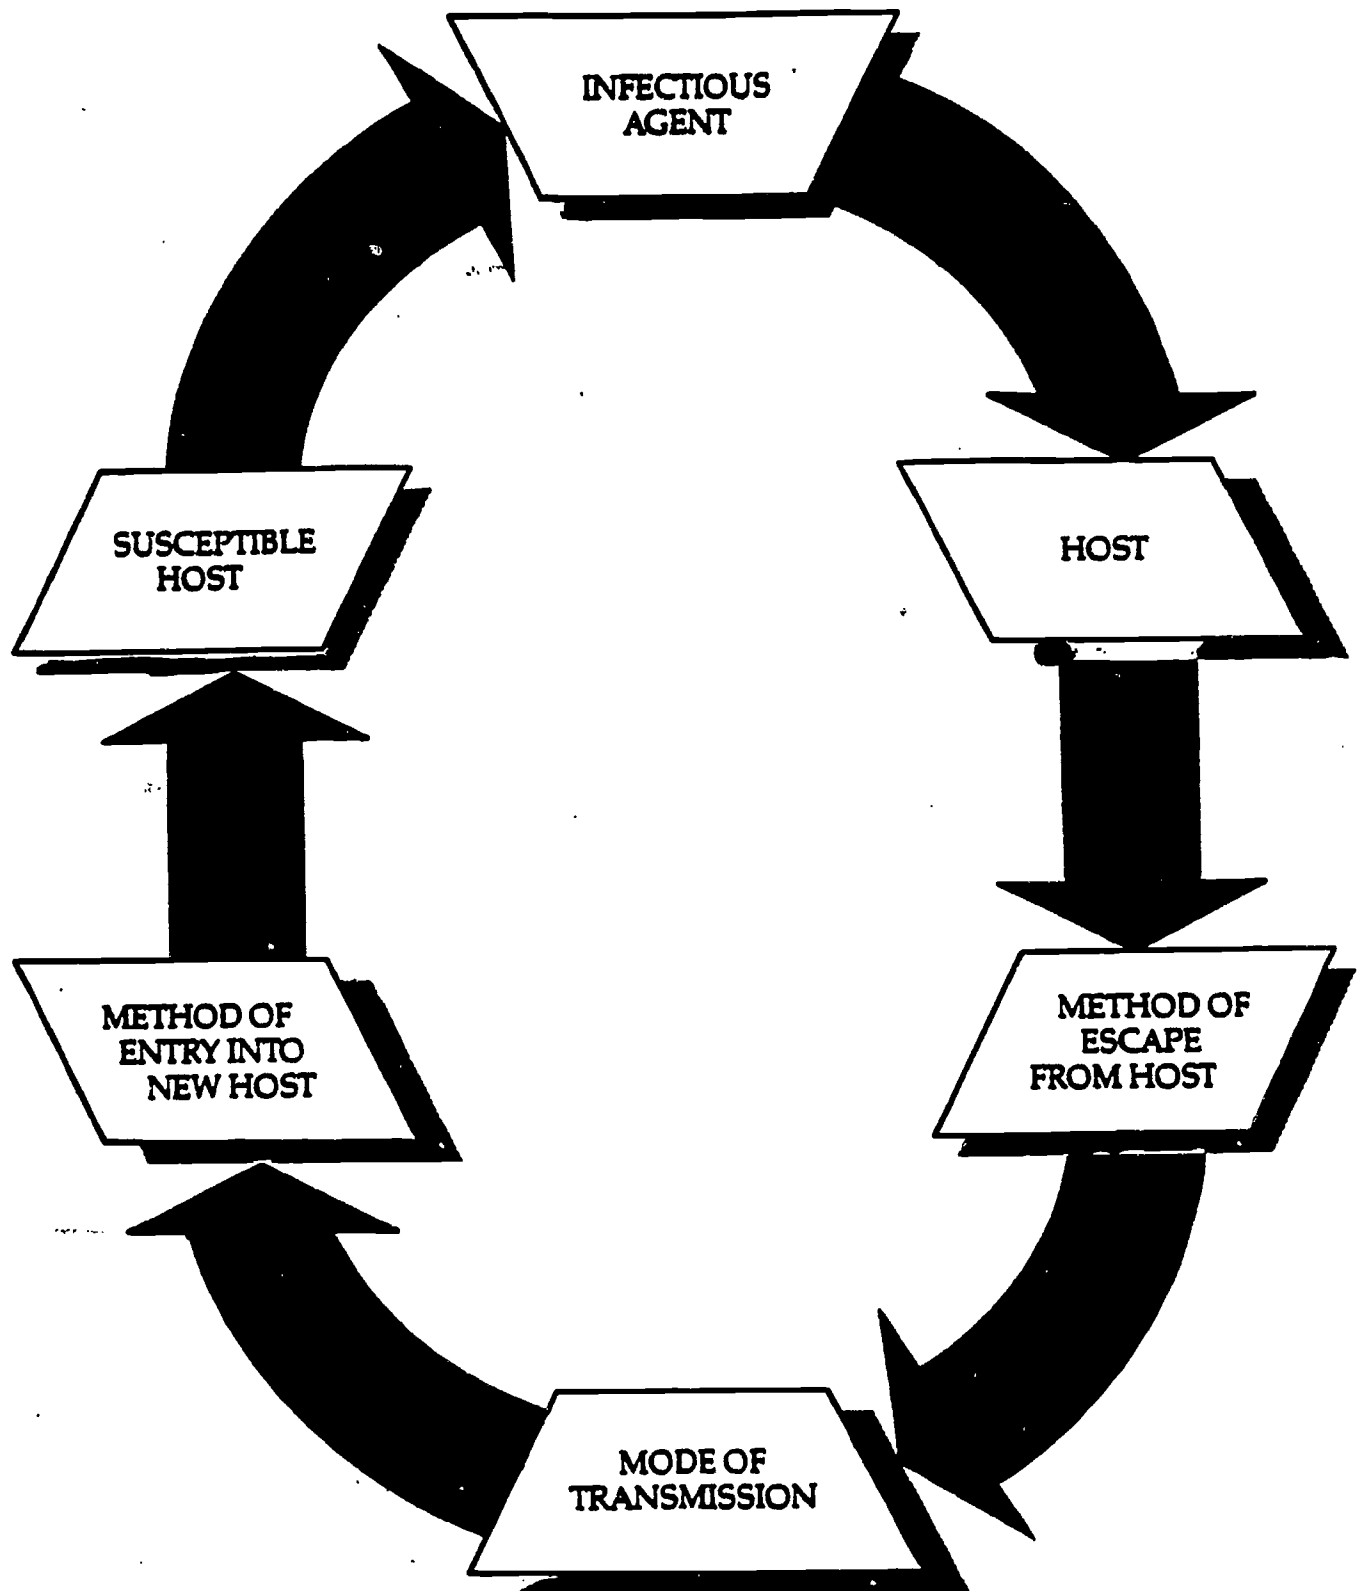 INFECTIOUS
AGENT
HOST
METHOD OF
ESCAPE
FROM HOST
MODE OF
TRANSMISSION
METHOD OF
ENTRY INTO
NEW HOST
SUSCEPTIBLE
HOST